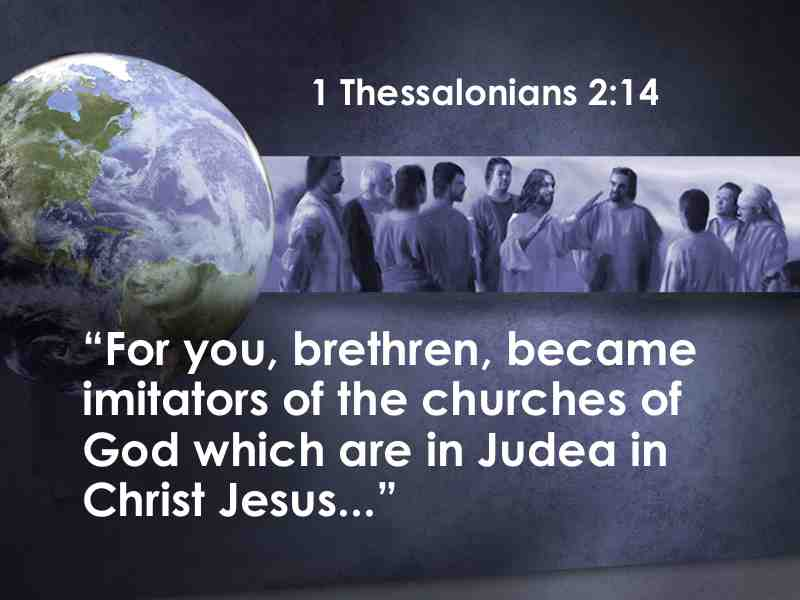 1 Thessalonians 2:14
“For you, brethren, became
imitators of the churches of
God which are in Judea in
Christ Jesus...”